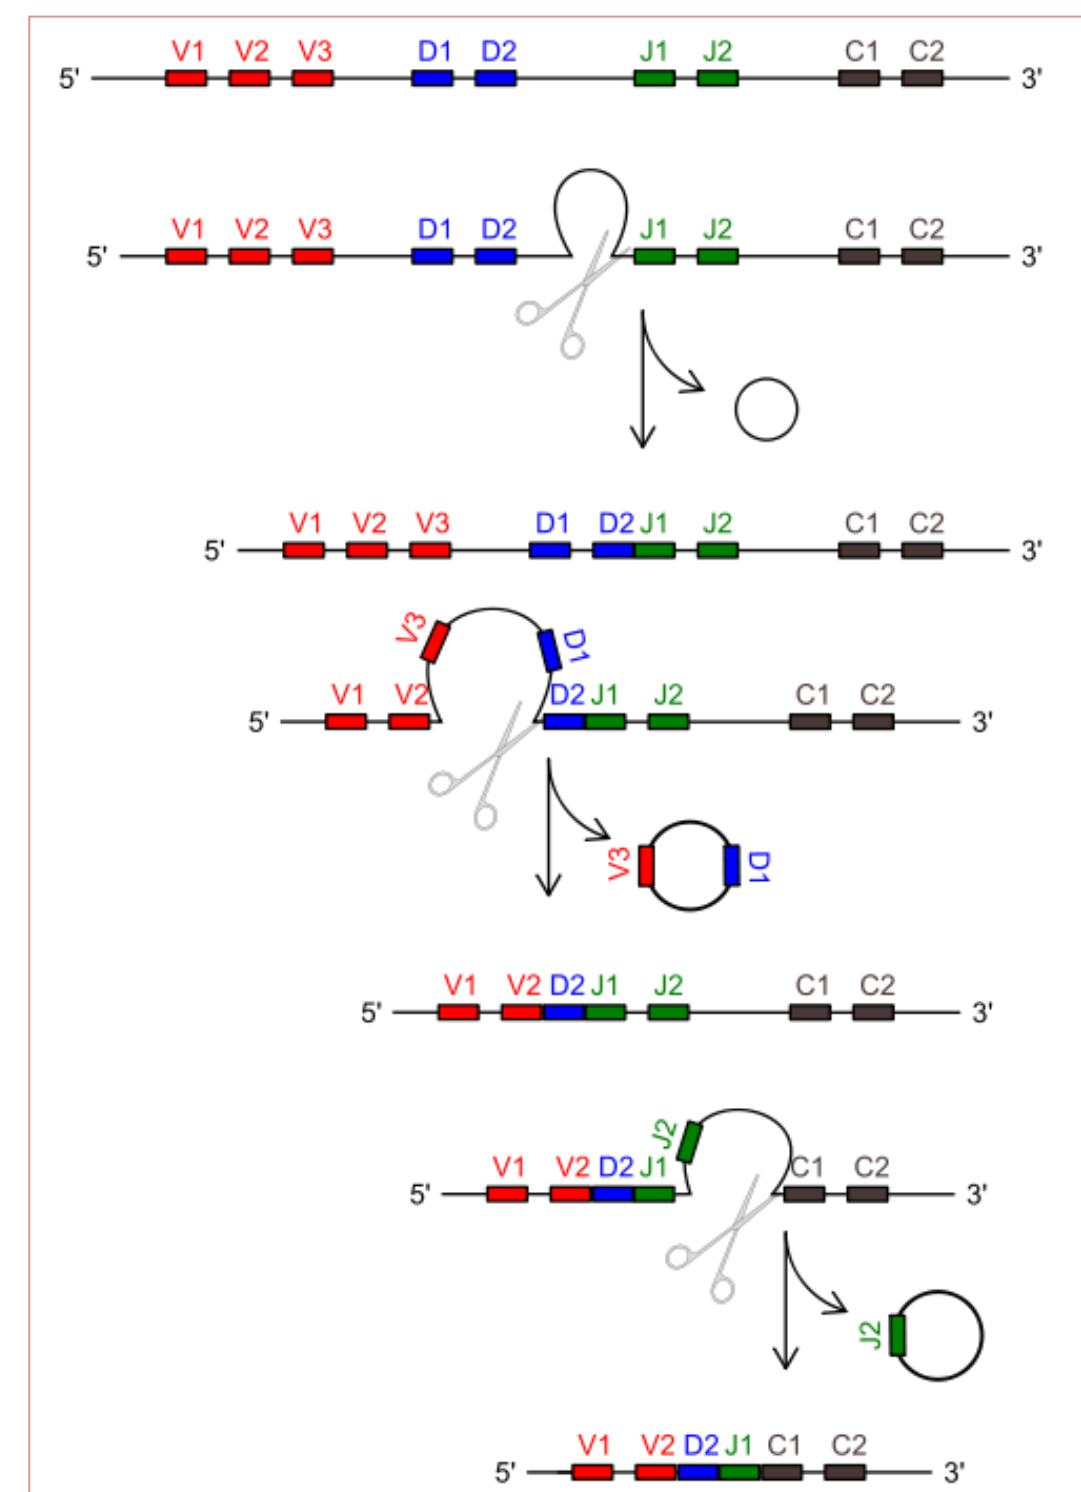 V1 V2 V3 D1 D2 J1 J2 C1 C2
5' 3'
V1 V2 V3 D1 D2 J1 J2 C1 C2
5' 3'
V1 V2 V3 D1 D2 J1 J2 C1 C2
5' 3'
V3 D1
V1 V2 D2 J1 J2 C1 C2
5' 3'
V3 D1
V1 V2 D2 J1 J2 C1 C2
5' 3'
J2
V1 V2 D2 J1 C1 C2
5' 3'
J2
V1 V2 D2 J1 C1 C2
5' 3'